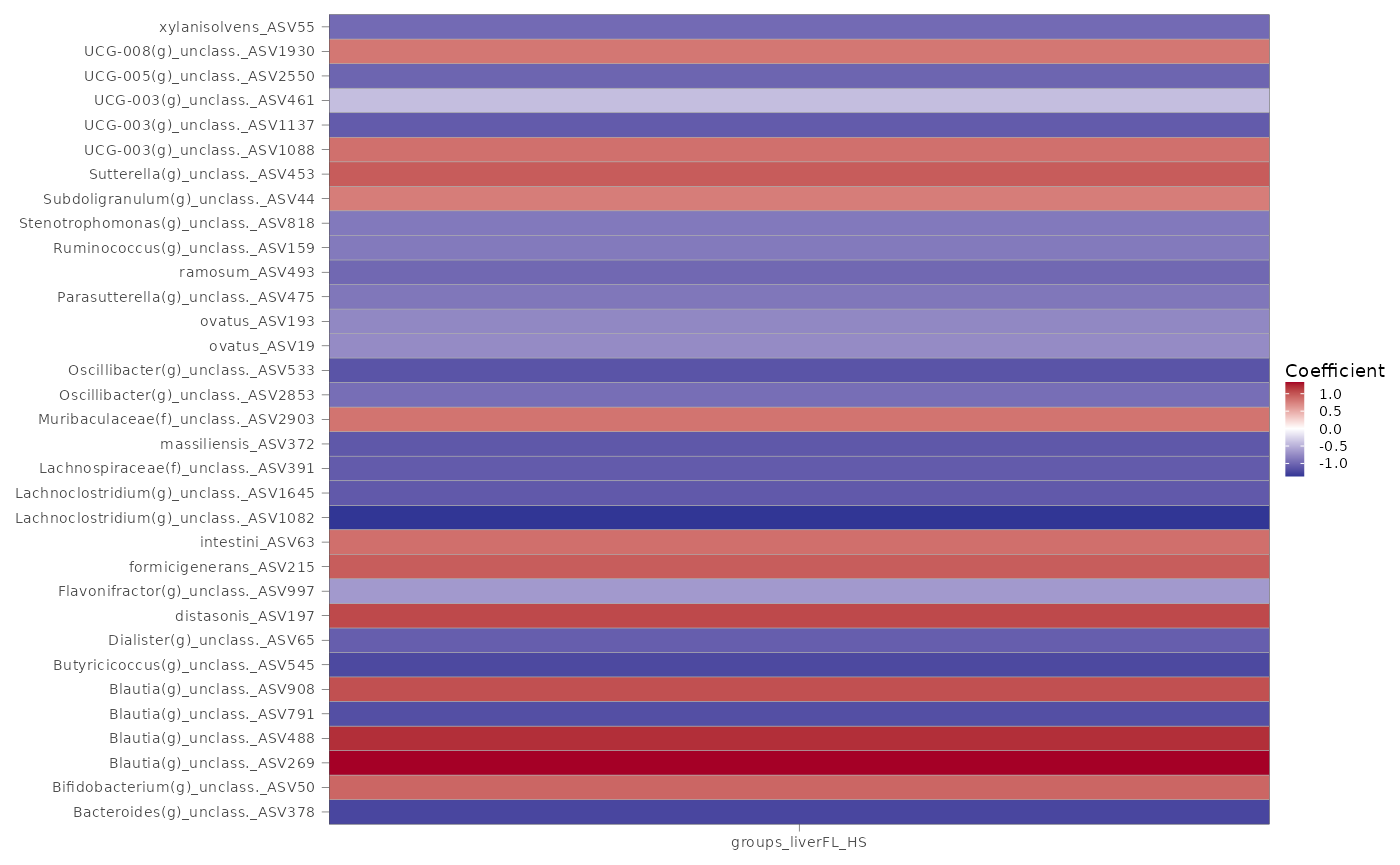 xylanisolvens_ASV55
UCG-008(g)_unclass._ASV1930
UCG-005(g)_unclass._ASV2550
UCG-003(g)_unclass._ASV461
UCG-003(g)_unclass._ASV1137
UCG-003(g)_unclass._ASV1088
Sutterella(g)_unclass._ASV453
Subdoligranulum(g)_unclass._ASV44
Stenotrophomonas(g)_unclass._ASV818
Ruminococcus(g)_unclass._ASV159
ramosum_ASV493
Parasutterella(g)_unclass._ASV475
ovatus_ASV193
ovatus_ASV19
Oscillibacter(g)_unclass._ASV533
Oscillibacter(g)_unclass._ASV2853
Muribaculaceae(f)_unclass._ASV2903
massiliensis_ASV372
Lachnospiraceae(f)_unclass._ASV391
Lachnoclostridium(g)_unclass._ASV1645
Lachnoclostridium(g)_unclass._ASV1082
intestini_ASV63
formicigenerans_ASV215
Flavonifractor(g)_unclass._ASV997
distasonis_ASV197
Dialister(g)_unclass._ASV65
Butyricicoccus(g)_unclass._ASV545
Blautia(g)_unclass._ASV908
Blautia(g)_unclass._ASV791
Blautia(g)_unclass._ASV488
Blautia(g)_unclass._ASV269
Bifidobacterium(g)_unclass._ASV50
Bacteroides(g)_unclass._ASV378
groups_liverFL_HS
Coefficient
1.0
0.5
0.0
-0.5
-1.0